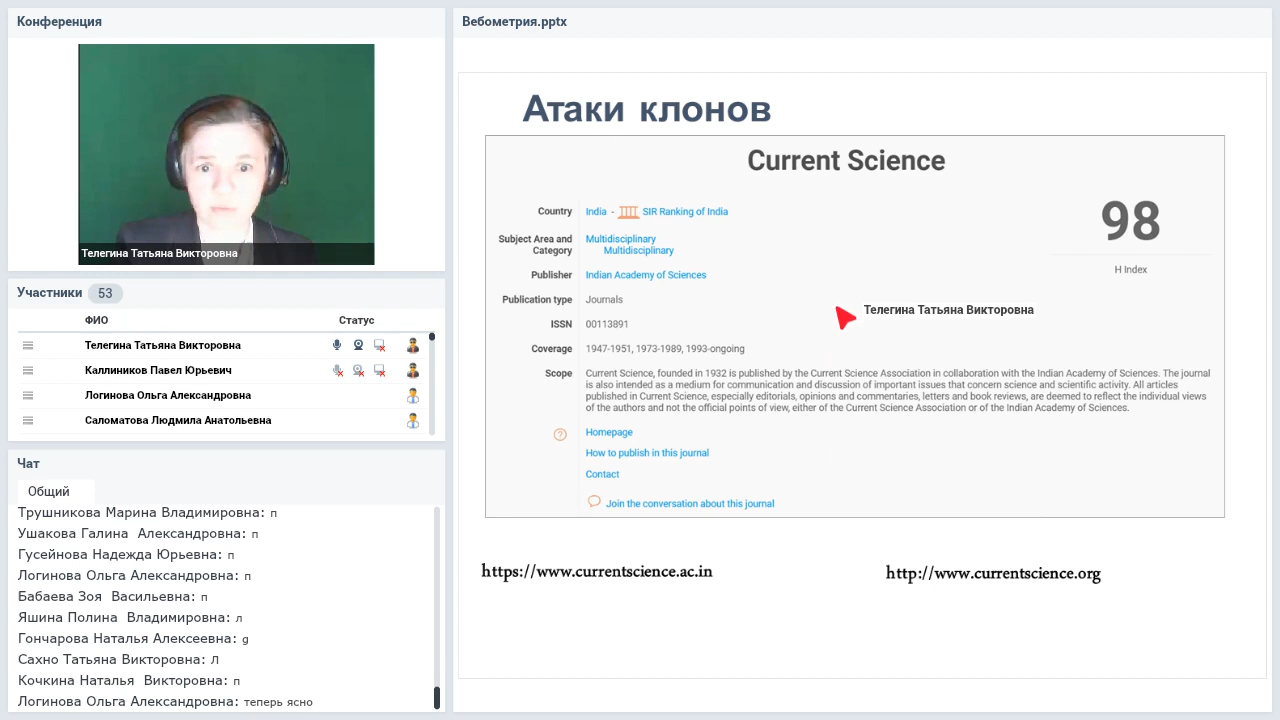 Конференция
Телегина Татьяна Викторовна
Участники 53
ФИО Статус
Телегина Татьяна Викторовна
Каллиников Павел Юрьевич
Логинова Ольга Александровна
Саломатова Людмила Анатольевна
Чат
Общий
Трушникова Марина Владимировна: п
Ушакова Галина Александровна: п
Гусейнова Надежда Юрьевна: п
Логинова Ольга Александровна: п
Бабаева Зоя Васильевна: п
Яшина Полина Владимировна: л
Гончарова Наталья Алексеевна: g
Сахно Татьяна Викторовна: Л
Кочкина Наталья Викторовна: п
Логинова Ольга Александровна: теперь ясно
Вебометрия.pptx
Атаки клонов
Current Science
Country India - SIR Ranking of India
Subject Area and Category Multidisciplinary
Multidisciplinary
Publisher Indian Academy of Sciences
Publication type Journals
ISSN 00113891
Coverage 1947-1951, 1973-1989, 1993-ongoing
Scope Current Science, founded in 1932 is published by the Current Science Association in collaboration with the Indian Academy of Sciences. The journal
is also intended as a medium for communication and discussion of important issues that concern science and scientific activity. All articles
published in Current Science, especially editorials, opinions and commentaries, letters and book reviews, are deemed to reflect the individual views
of the authors and not the official points of view, either of the Current Science Association or of the Indian Academy of Sciences.
? Homepage
How to publish in this journal
Contact
Join the conversation about this journal
98
H Index
Телегина Татьяна Викторовна
https://www.currentscience.ac.in
http://www.currentscience.org